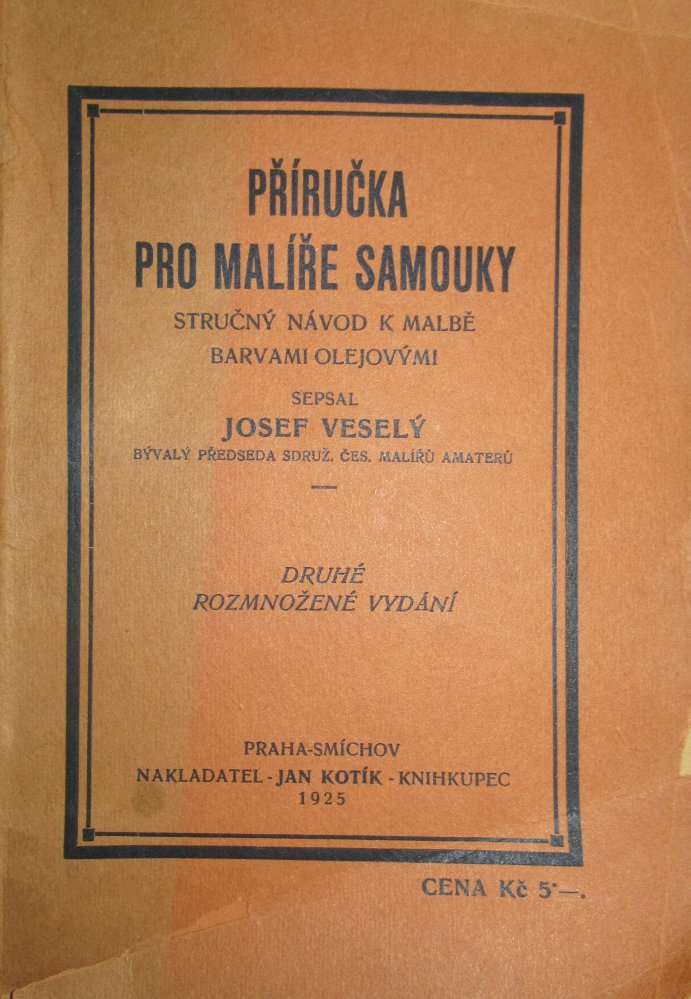 PŘÍRUČKA
PRO MALÍŘE SAMOUKY
STRUČNÝ NÁVOD K MALBĚ
BARVAMI OLEJOVÝMI
SEPSAL
JOSEF VESELÝ
BÝVALÝ PŘEDSEDA SDRUŽ. ČES. MALÍŘŮ AMATERŮ
DRUHÉ
ROZMNOŽENÉ VYDÁNÍ
PRAHA-SMÍCHOV
NAKLADATEL - JAN KOTÍK - KNIHKUPEC
1925
CENA Kč 5·—.